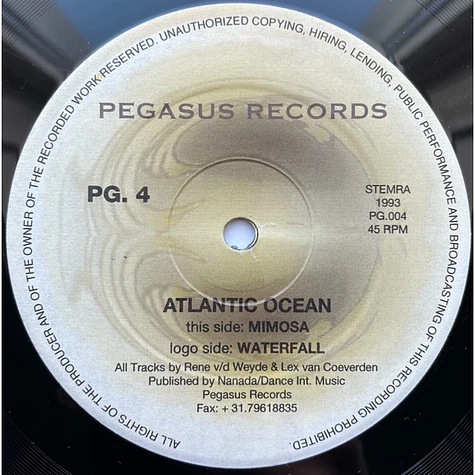 ALL RIGHTS OF THE PRODUCER AND OF THE OWNER OF THE RECORDED WORK RESERVED. UNAUTHORIZED COPYING, HIRING, LENDING, PUBLIC PERFORMANCE AND BROADCASTING OF THIS RECORDING PROHIBITED.
PEGASUS RECORDS
PG. 4
STEMRA
1993
PG.004
45 RPM
ATLANTIC OCEAN
this side: MIMOSA
logo side: WATERFALL
All Tracks by Rene v/d Weyde & Lex van Coeverden
Published by Nanada/Dance Int. Music
Pegasus Records
Fax: + 31.79618835